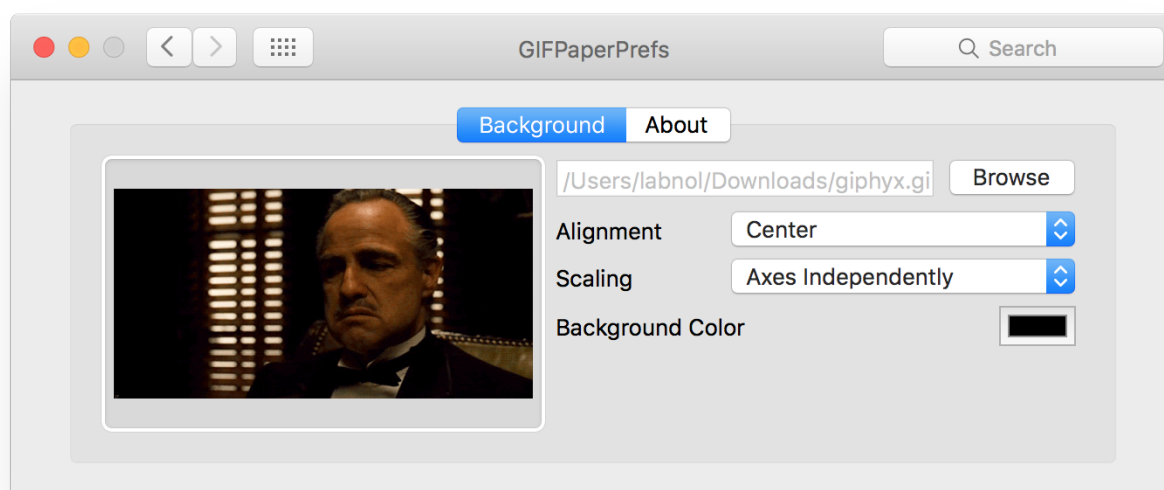 GIFPaperPrefs
Search
Background About
/Users/labnol/Downloads/giphyx.gi Browse
Alignment Center
Scaling Axes Independently
Background Color